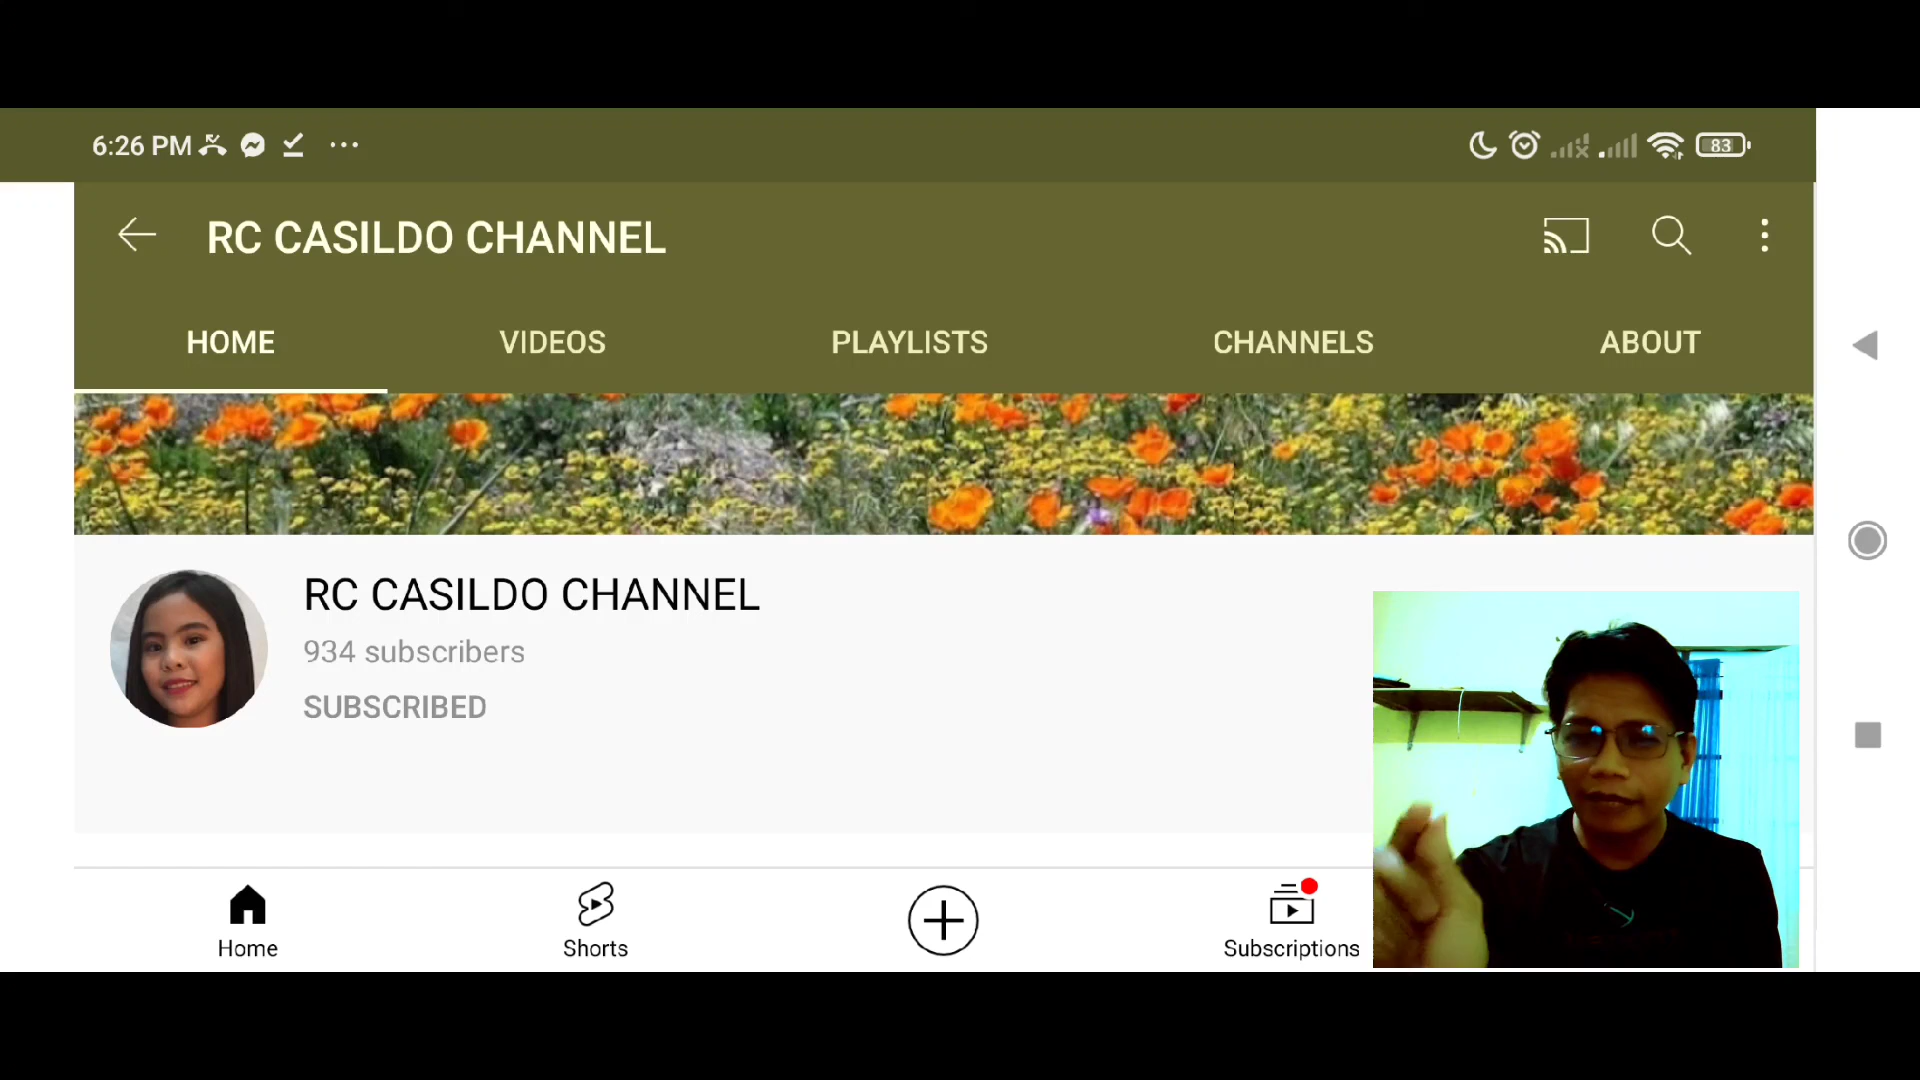 6:26 PM
83
RC CASILDO CHANNEL
HOME VIDEOS PLAYLISTS CHANNELS ABOUT
RC CASILDO CHANNEL
934 subscribers
SUBSCRIBED
Home Shorts Subscriptions